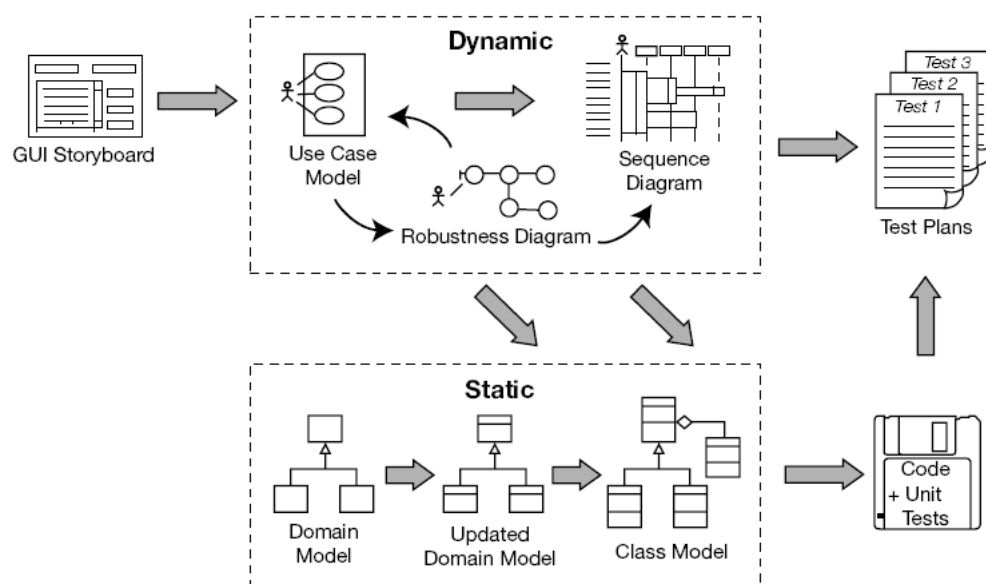 Dynamic
GUI Storyboard
Use Case
Model
Robustness Diagram
Sequence
Diagram
Test 3
Test 2
Test 1
Test Plans
Static
Domain
Model
Updated
Domain Model
Class Model
Code
+ Unit
Tests